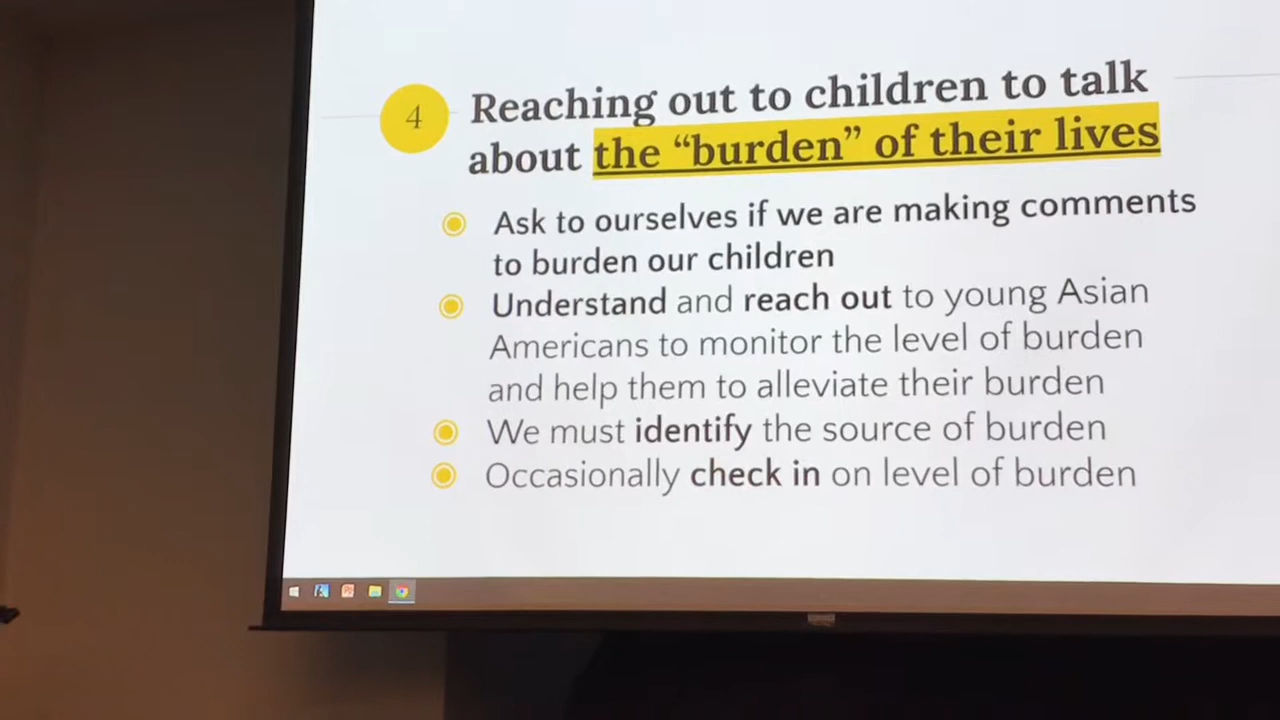 4
Reaching out to children to talk
about the “burden” of their lives
Ask to ourselves if we are making comments
to burden our children
Understand and reach out to young Asian
Americans to monitor the level of burden
and help them to alleviate their burden
We must identify the source of burden
Occasionally check in on level of burden